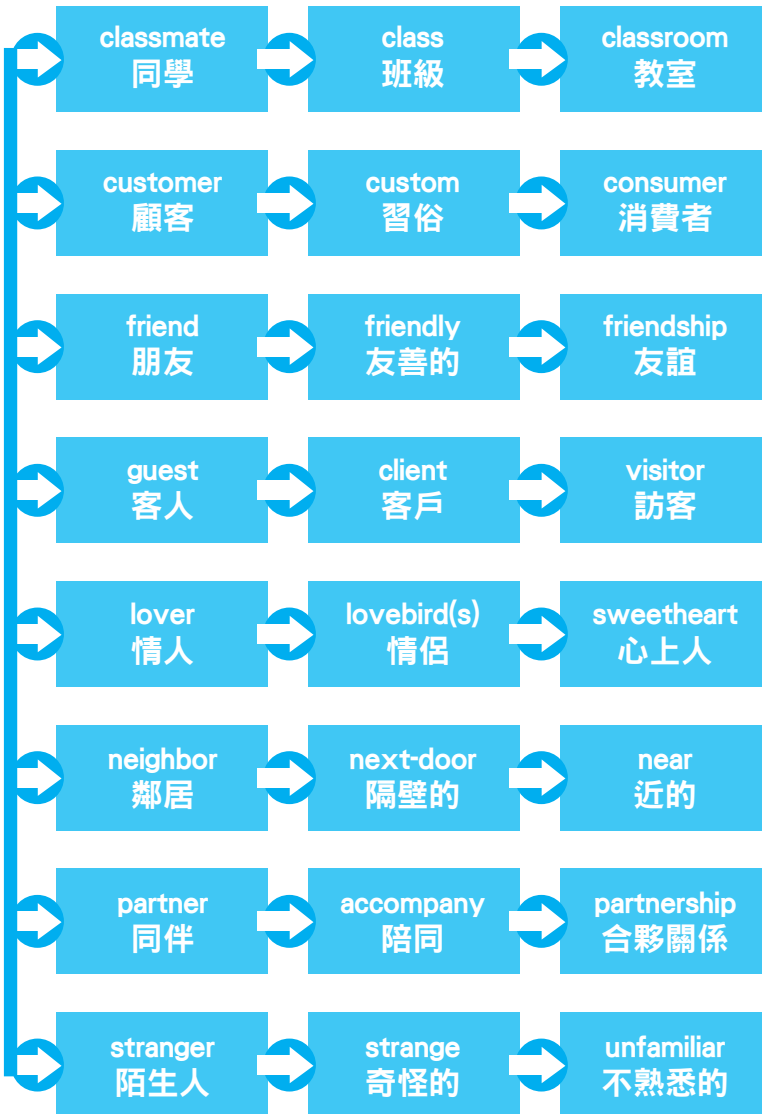 classmate
同學
class
班級
classroom
教室
customer
顧客
custom
習俗
consumer
消費者
friend
朋友
friendly
友善的
friendship
友誼
guest
客人
client
客戶
visitor
訪客
lover
情人
lovebird(s)
情侶
sweetheart
心上人
neighbor
鄰居
next-door
隔壁的
near
近的
partner
同伴
accompany
陪同
partnership
合夥關係
stranger
陌生人
strange
奇怪的
unfamiliar
不熟悉的